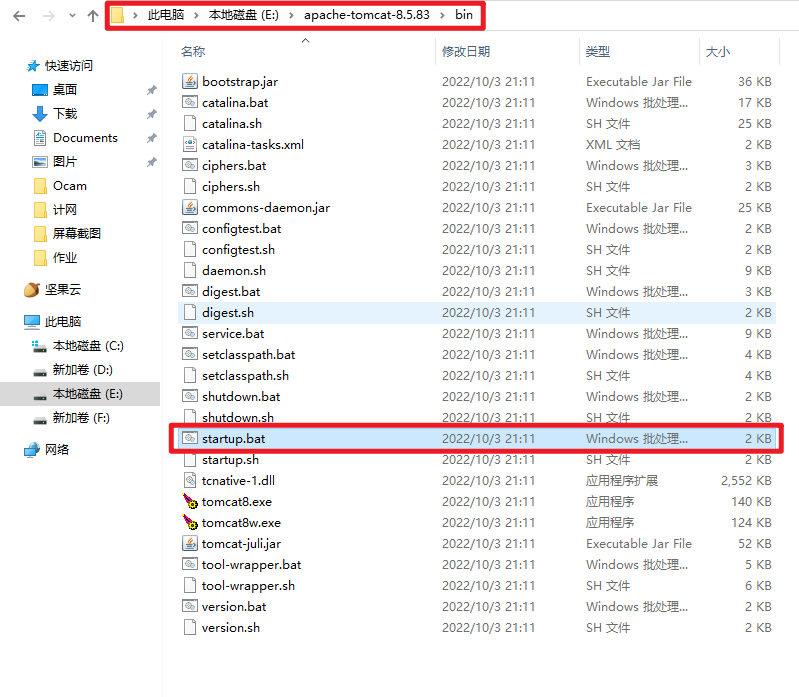 此电脑 › 本地磁盘 (E:) › apache-tomcat-8.5.83 › bin
名称 修改日期 类型 大小
快速访问
桌面
下载
Documents
图片
Ocam
计网
屏幕截图
作业
坚果云
此电脑
本地磁盘 (C:)
新加卷 (D:)
本地磁盘 (E:)
新加卷 (F:)
网络
bootstrap.jar 2022/10/3 21:11 Executable Jar File 36 KB
catalina.bat 2022/10/3 21:11 Windows 批处理... 17 KB
catalina.sh 2022/10/3 21:11 SH 文件 25 KB
catalina-tasks.xml 2022/10/3 21:11 XML 文档 2 KB
ciphers.bat 2022/10/3 21:11 Windows 批处理... 3 KB
ciphers.sh 2022/10/3 21:11 SH 文件 2 KB
commons-daemon.jar 2022/10/3 21:11 Executable Jar File 25 KB
configtest.bat 2022/10/3 21:11 Windows 批处理... 2 KB
configtest.sh 2022/10/3 21:11 SH 文件 2 KB
daemon.sh 2022/10/3 21:11 SH 文件 9 KB
digest.bat 2022/10/3 21:11 Windows 批处理... 3 KB
digest.sh 2022/10/3 21:11 SH 文件 2 KB
service.bat 2022/10/3 21:11 Windows 批处理... 9 KB
setclasspath.bat 2022/10/3 21:11 Windows 批处理... 4 KB
setclasspath.sh 2022/10/3 21:11 SH 文件 4 KB
shutdown.bat 2022/10/3 21:11 Windows 批处理... 2 KB
shutdown.sh 2022/10/3 21:11 SH 文件 2 KB
startup.bat 2022/10/3 21:11 Windows 批处理... 2 KB
startup.sh 2022/10/3 21:11 SH 文件 2 KB
tcnative-1.dll 2022/10/3 21:11 应用程序扩展 2,552 KB
tomcat8.exe 2022/10/3 21:11 应用程序 140 KB
tomcat8w.exe 2022/10/3 21:11 应用程序 124 KB
tomcat-juli.jar 2022/10/3 21:11 Executable Jar File 52 KB
tool-wrapper.bat 2022/10/3 21:11 Windows 批处理... 5 KB
tool-wrapper.sh 2022/10/3 21:11 SH 文件 6 KB
version.bat 2022/10/3 21:11 Windows 批处理... 2 KB
version.sh 2022/10/3 21:11 SH 文件 2 KB